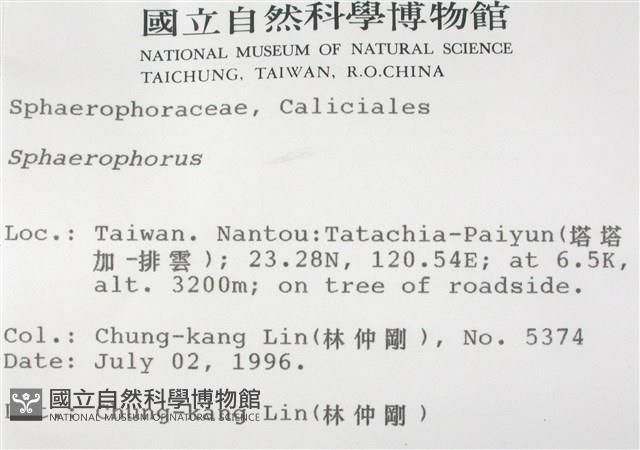 國立自然科學博物館
NATIONAL MUSEUM OF NATURAL SCIENCE
TAICHUNG, TAIWAN, R.O.CHINA
Sphaerophoraceae, Caliciales
Sphaerophorus
Loc.: Taiwan. Nantou:Tatachia-Paiyun(塔塔
加-排雲); 23.28N, 120.54E; at 6.5K,
alt. 3200m; on tree of roadside.
Col.: Chung-kang Lin(林仲剛), No. 5374
Date: July 02, 1996.
國立自然科學博物館
NATIONAL MUSEUM OF NATURAL SCIENCE
Chung-kang Lin(林仲剛)